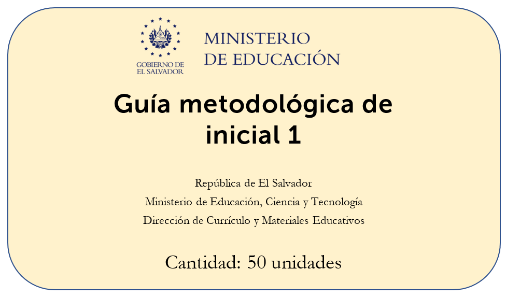 MINISTERIO
DE EDUCACIÓN
GOBIERNO DE
EL SALVADOR
Guía metodológica de
inicial 1
República de El Salvador
Ministerio de Educación, Ciencia y Tecnología
Dirección de Currículo y Materiales Educativos
Cantidad: 50 unidades